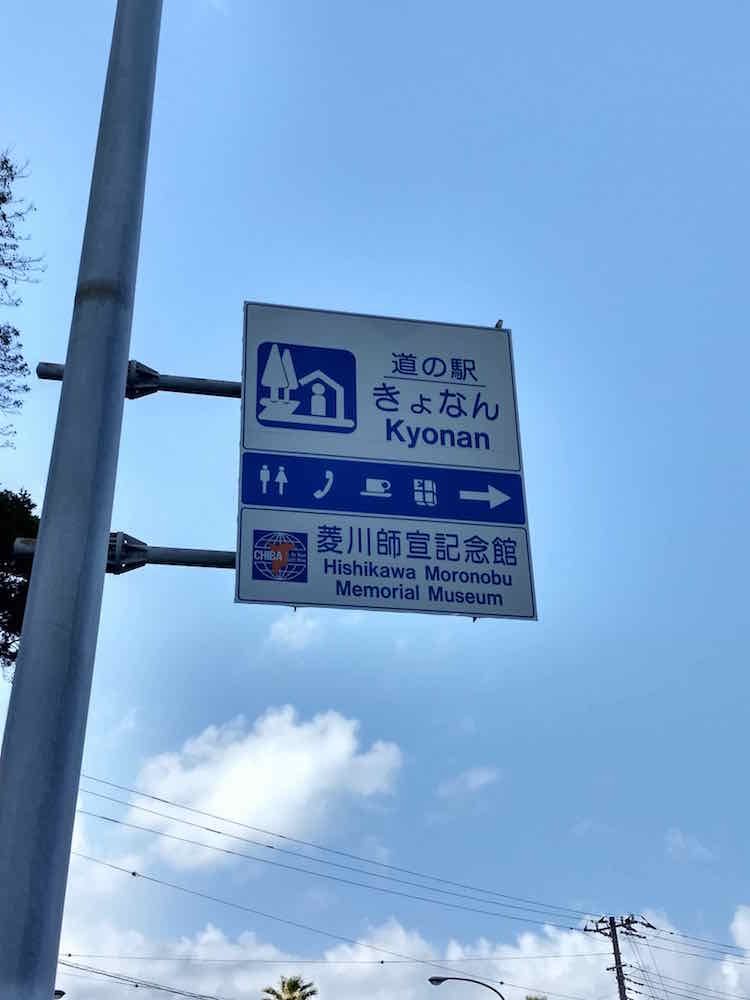 道の駅
きょなん
Kyonan
CHIBA
菱川師宣記念館
Hishikawa Moronobu
Memorial Museum